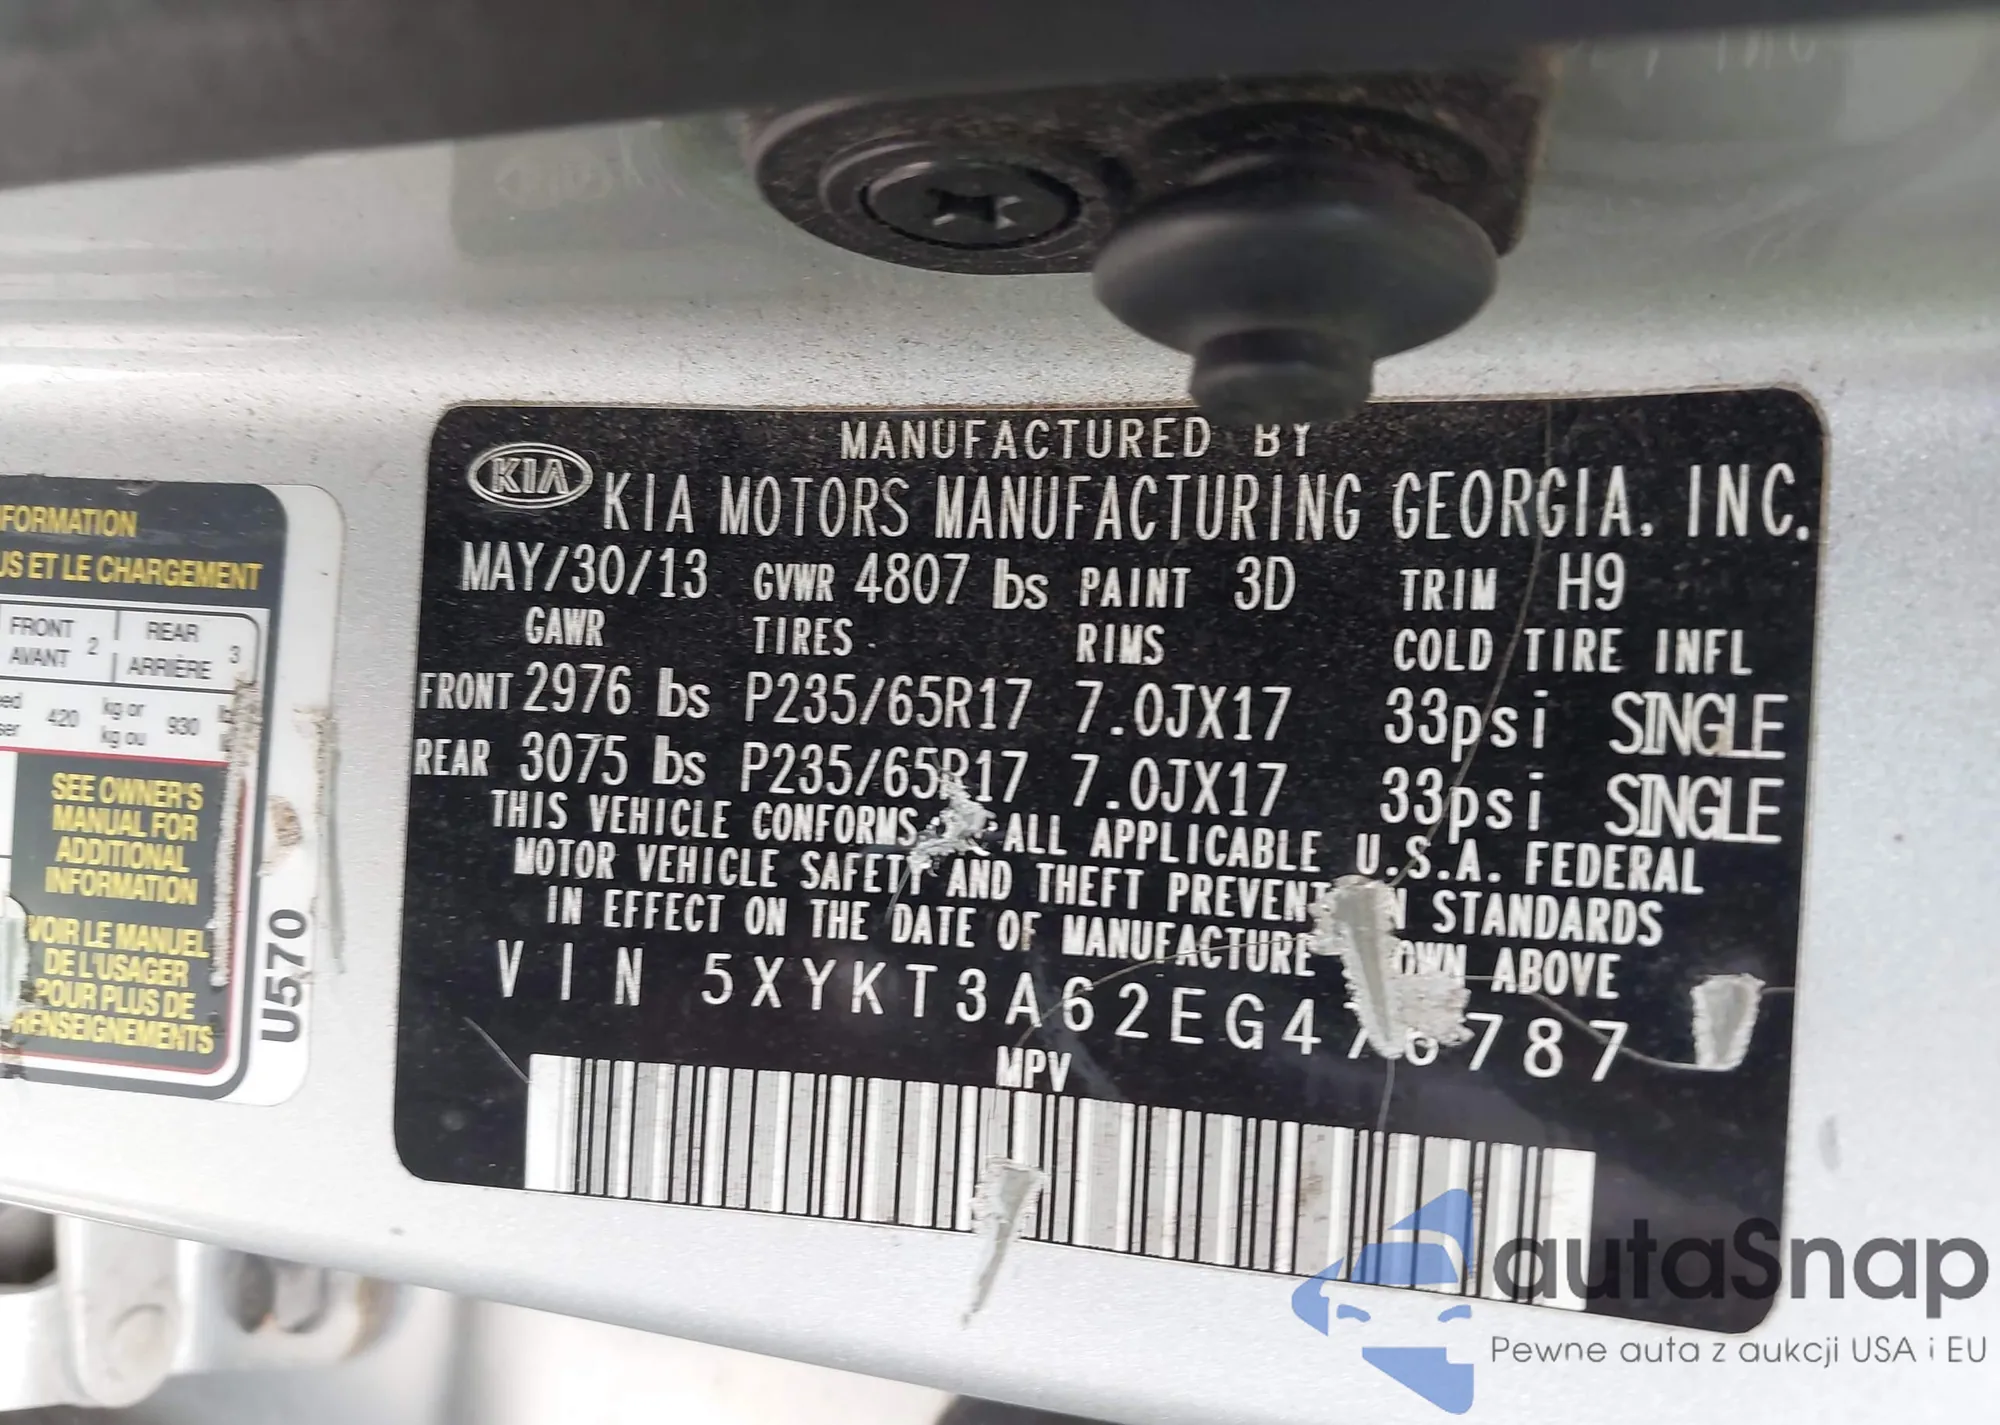 MANUFACTURED BY
KIA KIA MOTORS MANUFACTURING GEORGIA, INC.
MAY/30/13 GVWR 4807 lbs PAINT 3D TRIM H9
GAWR TIRES RIMS COLD TIRE INFL
FRONT 2976 lbs P235/65R17 7.0JX17 33psi SINGLE
REAR 3075 lbs P235/65R17 7.0JX17 33psi SINGLE
THIS VEHICLE CONFORMS ALL APPLICABLE U.S.A. FEDERAL
MOTOR VEHICLE SAFETY AND THEFT STANDARDS
IN EFFECT ON THE DATE OF MANUFACTURE ABOVE
VIN
MPV
FORMATION
US ET LE CHARGEMENT
FRONT 2 REAR 3
AVANT ARRIÈRE
420 kg or 930
kg ou
SEE OWNER'S
MANUAL FOR
ADDITIONAL
INFORMATION
VOIR LE MANUEL
DE L'USAGER
POUR PLUS DE
RENSEIGNEMENTS
U570
autaSnap
Pewne auta z aukcji USA i EU